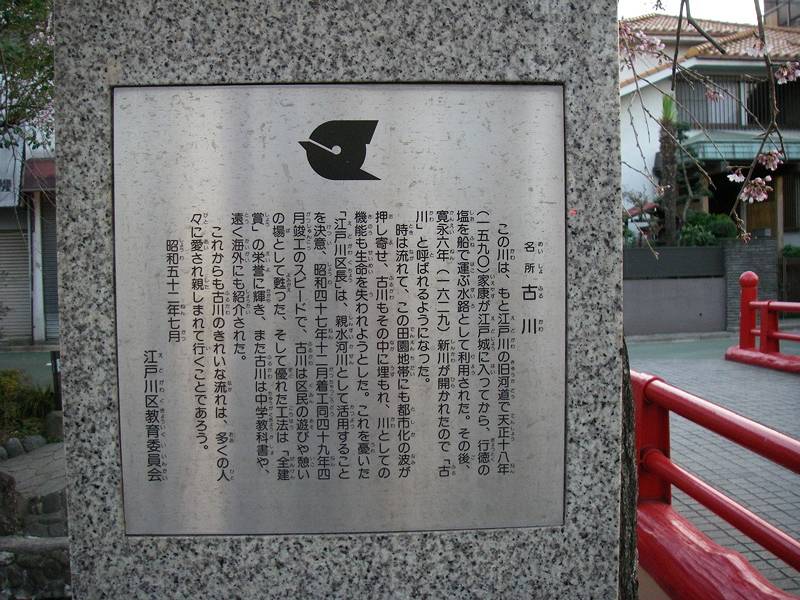 名所 古川
この川は、もと江戸川の旧河道で天正十八年
(一五九〇)家康が江戸城に入ってから、行徳の
塩を船で運ぶ水路として利用された。その後、
寛永六年(一六二九)新川が開かれたので「古
川」と呼ばれるようになった。
時は流れて、この田園地帯にも都市化の波が
押し寄せ、古川もその中に埋もれ、川としての
機能も生命を失われようとした。これを憂いた
「江戸川区長」は、親水河川として活用すること
を決意、昭和四十七年十二月着工同四十九年四
月竣工のスピードで、古川は区民の遊びや憩い
の場として甦つた、そして優れた工法は「全建
賞」の栄誉に輝き、また古川は中学教科書や、
遠く海外にも紹介された。
これからも古川のきれいな流れは、多くの人
々に愛され親しまれて行くことであろう。
昭和五十二年七月
江戸川区教育委員会